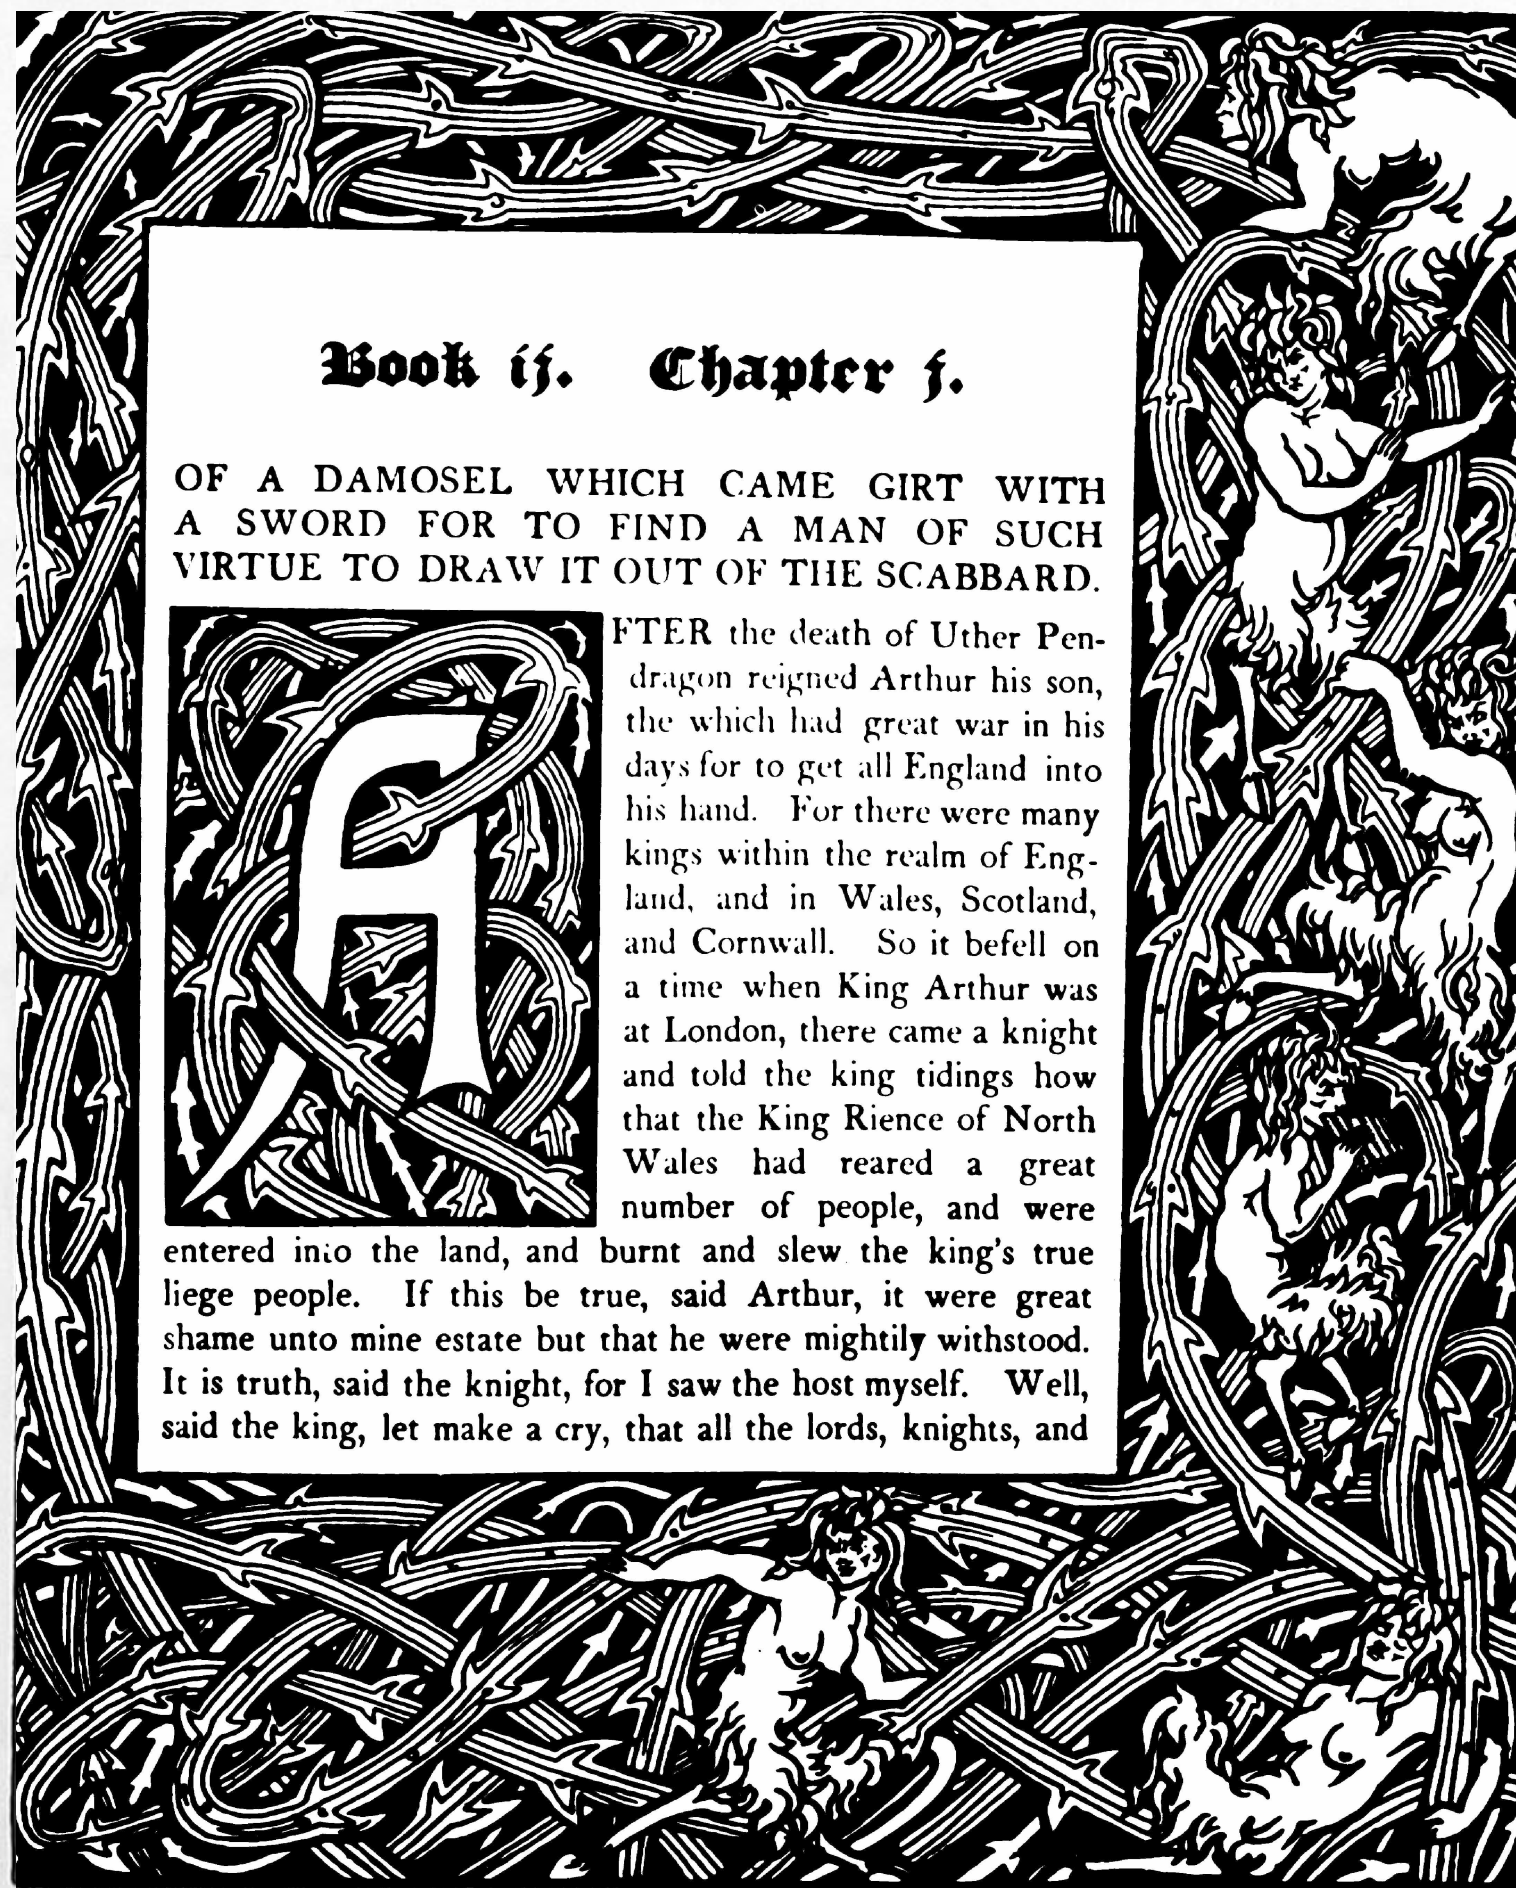 Book ij. Chapter j.
OF A DAMOSEL WHICH CAME GIRT WITH
A SWORD FOR TO FIND A MAN OF SUCH
VIRTUE TO DRAW IT OUT OF THE SCABBARD.
AFTER the death of Uther Pen-
dragon reigned Arthur his son,
the which had great war in his
days for to get all England into
his hand. For there were many
kings within the realm of Eng-
land, and in Wales, Scotland,
and Cornwall. So it befell on
a time when King Arthur was
at London, there came a knight
and told the king tidings how
that the King Rience of North
Wales had reared a great
number of people, and were
entered into the land, and burnt and slew the king's true
liege people. If this be true, said Arthur, it were great
shame unto mine estate but that he were mightily withstood.
It is truth, said the knight, for I saw the host myself. Well,
said the king, let make a cry, that all the lords, knights, and